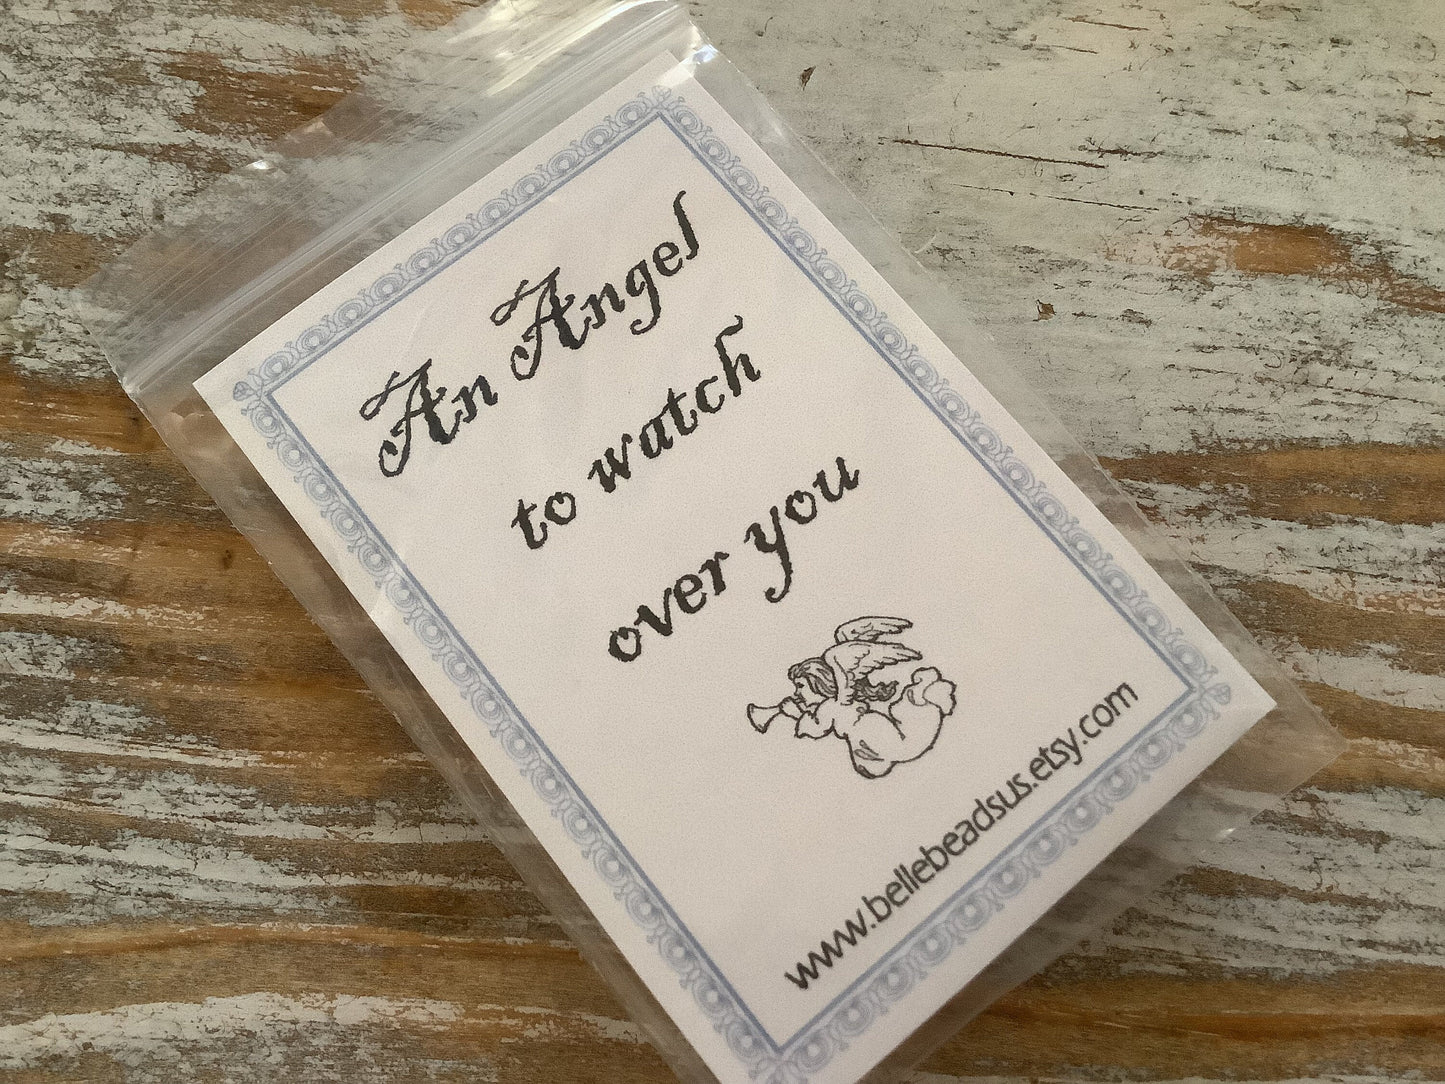 An Angel
to watch
over you
www.bellebeadsus.etsy.com